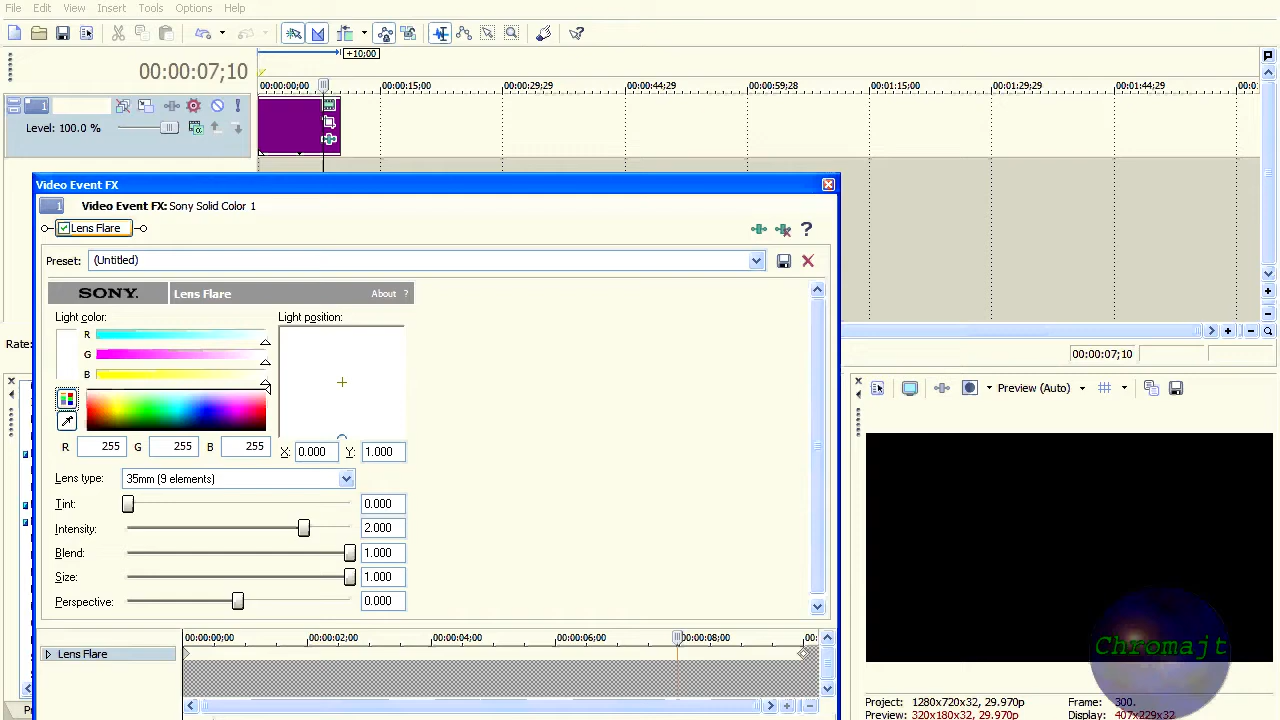 File Edit View Insert Tools Options Help
+10;00
00:00:07;10
00:00:00;00 00:00:15;00 00:00:29;29 00:00:44;29 00:00:59;28 00:01:15;00 00:01:29;29 00:01:44;29
1
Level: 100.0 %
Video Event FX
1 Video Event FX: Sony Solid Color 1
Lens Flare
Preset: (Untitled)
SONY. Lens Flare About ?
Light color: Light position:
R
G
B
R 255 G 255 B 255 X: 0.000 Y: 1.000
Lens type: 35mm (9 elements)
Tint: 0.000
Intensity: 2.000
Blend: 1.000
Size: 1.000
Perspective: 0.000
00:00:00;00 00:00:02;00 00:00:04;00 00:00:06;00 00:00:08;00
Lens Flare
Rate:
00:00:07;10
Preview (Auto)
Chromajt
Project: 1280x720x32, 29.970p Frame: 300.
Preview: 320x180x32, 29.970p Display: 407x229x32